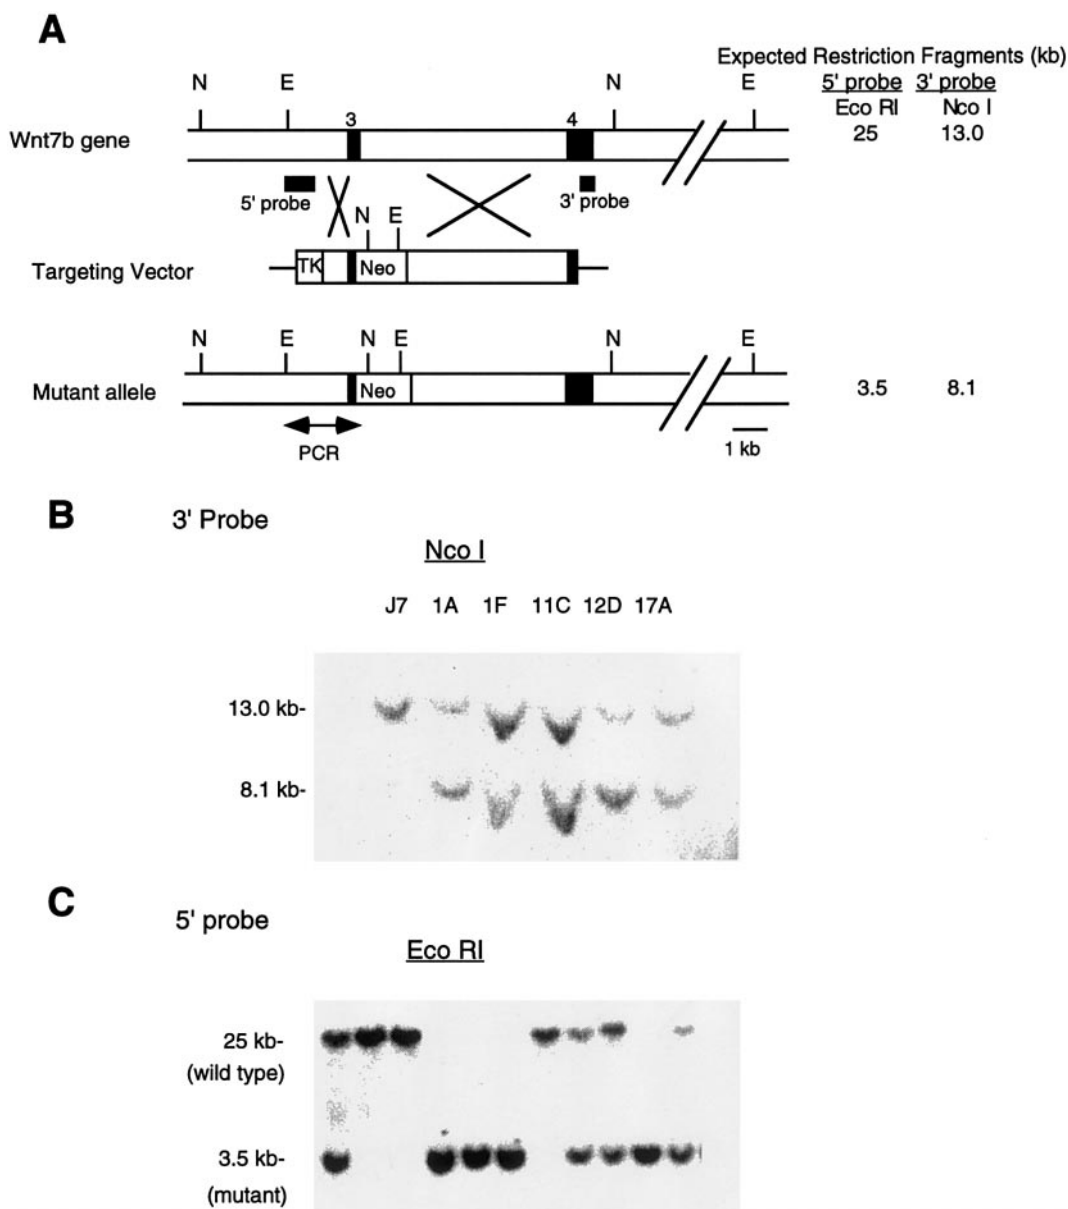 A
Expected Restriction Fragments (kb)
N E N E 5' probe 3' probe
Eco RI Nco I
3 4
Wnt7b gene 25 13.0
5' probe 3' probe
N E
TK Neo
Targeting Vector
N E N E N E
Neo
Mutant allele 3.5 8.1
PCR 1 kb
B 3' Probe
Nco I
J7 1A 1F 11C 12D 17A
13.0 kb-
8.1 kb-
C 5' probe
Eco RI
25 kb-
(wild type)
3.5 kb-
(mutant)